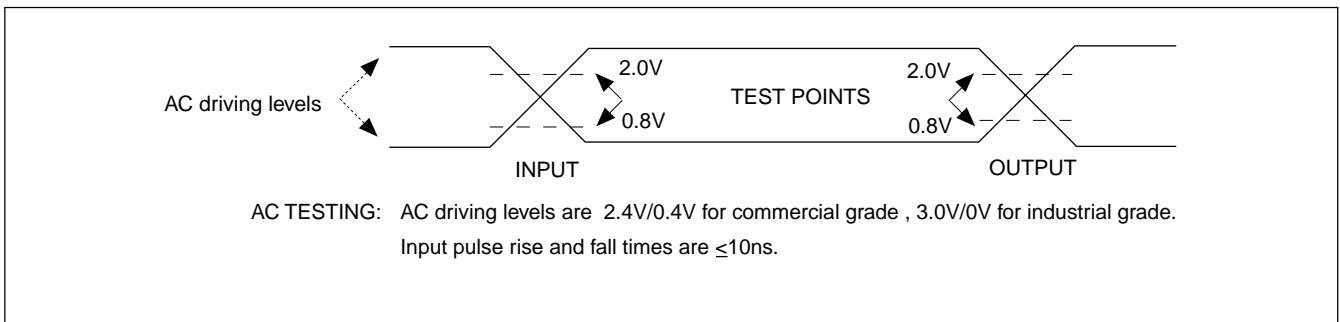 2.0V
2.0V
AC driving levels
TEST POINTS
0.8V
0.8V
INPUT
OUTPUT
AC TESTING: AC driving levels are 2.4V/0.4V for commercial grade , 3.0V/0V for industrial grade.
Input pulse rise and fall times are ≤10ns.